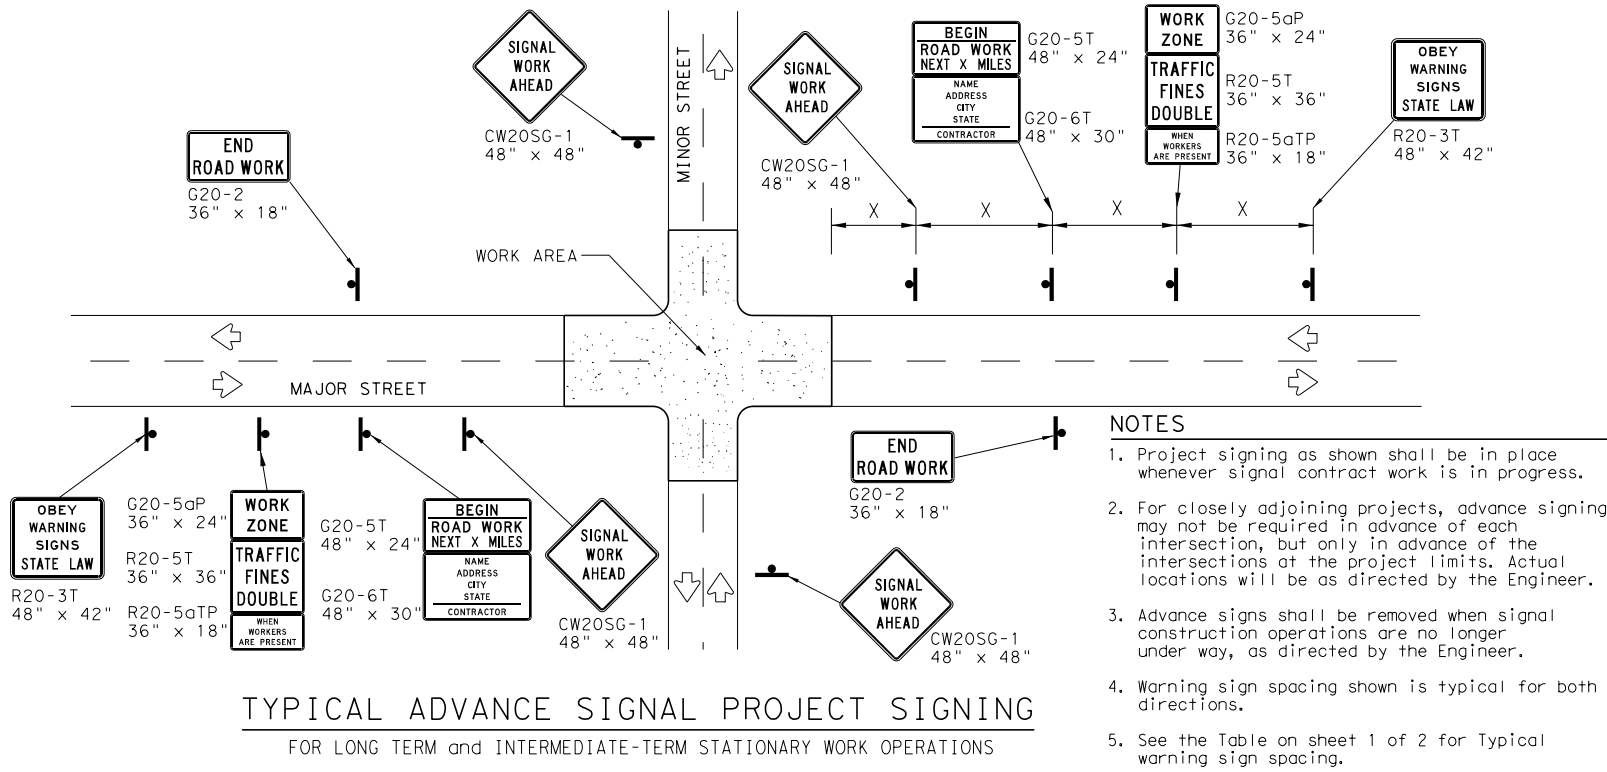 SIGNAL
WORK
AHEAD
CW20SG-1
48" x 48"
END
ROAD WORK
G20-2
36" x 18"
MINOR STREET
SIGNAL
WORK
AHEAD
CW20SG-1
48" x 48"
BEGIN
ROAD WORK
NEXT X MILES
NAME
ADDRESS
CITY
STATE
CONTRACTOR
G20-5T
48" x 24"
G20-6T
48" x 30"
WORK
ZONE
TRAFFIC
FINES
DOUBLE
WHEN
WORKERS
ARE PRESENT
G20-5aP
36" x 24"
R20-5T
36" x 36"
R20-5aTP
36" x 18"
OBEY
WARNING
SIGNS
STATE LAW
R20-3T
48" x 42"
X
X
X
X
WORK AREA
MAJOR STREET
OBEY
WARNING
SIGNS
STATE LAW
R20-3T
48" x 42"
G20-5aP
36" x 24"
R20-5T
36" x 36"
R20-5aTP
36" x 18"
WORK
ZONE
TRAFFIC
FINES
DOUBLE
WHEN
WORKERS
ARE PRESENT
G20-5T
48" x 24"
G20-6T
48" x 30"
BEGIN
ROAD WORK
NEXT X MILES
NAME
ADDRESS
CITY
STATE
CONTRACTOR
SIGNAL
WORK
AHEAD
CW20SG-1
48" x 48"
END
ROAD WORK
G20-2
36" x 18"
SIGNAL
WORK
AHEAD
CW20SG-1
48" x 48"
NOTES
1. Project signing as shown shall be in place
whenever signal contract work is in progress.
2. For closely adjoining projects, advance signing
may not be required in advance of each
intersection, but only in advance of the
intersections at the project limits. Actual
locations will be as directed by the Engineer.
3. Advance signs shall be removed when signal
construction operations are no longer
under way, as directed by the Engineer.
4. Warning sign spacing shown is typical for both
directions.
5. See the Table on sheet 1 of 2 for Typical
warning sign spacing.
TYPICAL ADVANCE SIGNAL PROJECT SIGNING
FOR LONG TERM and INTERMEDIATE-TERM STATIONARY WORK OPERATIONS